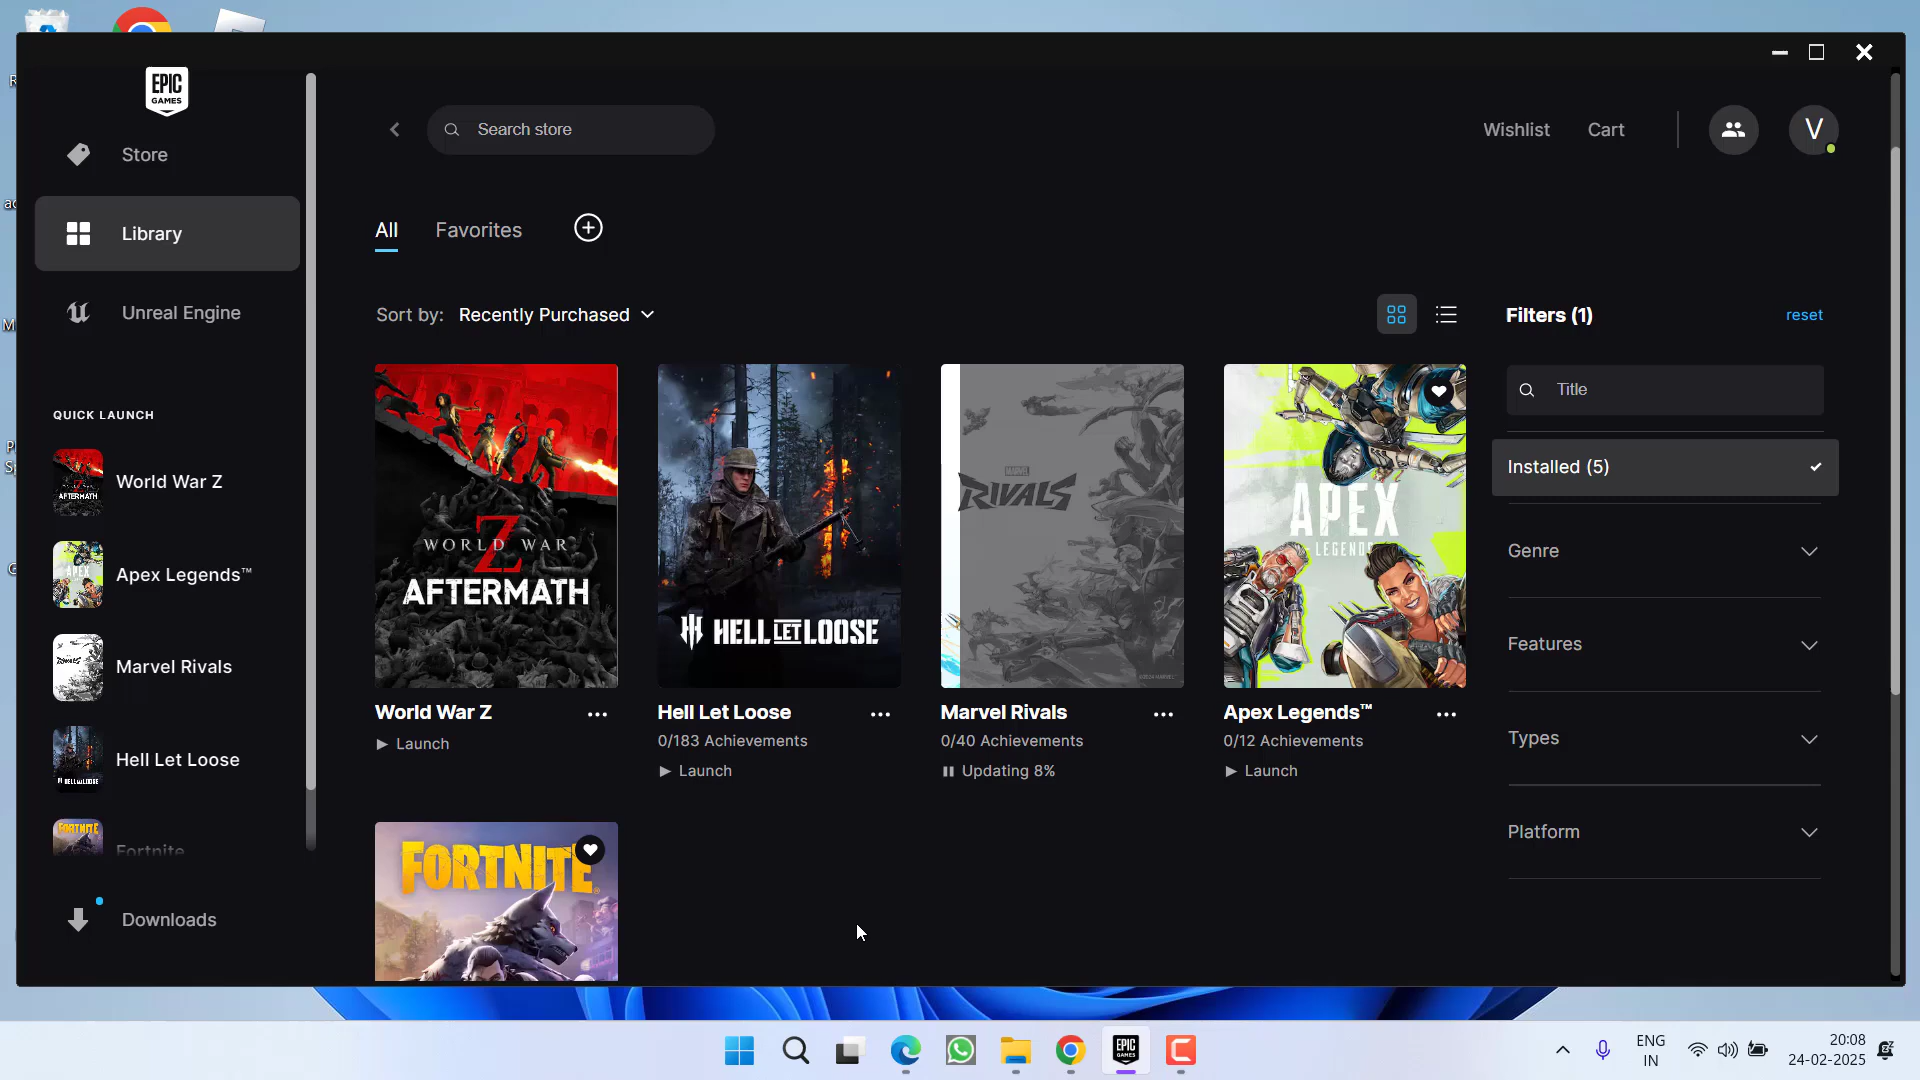 EPIC
GAMES
Store
Library
Unreal Engine
QUICK LAUNCH
World War Z
Apex Legends™
Marvel Rivals
Hell Let Loose
Fortnite
Downloads
Search store
Wishlist
Cart
V
All
Favorites
Sort by: Recently Purchased
Filters (1)
reset
Title
Installed (5)
Genre
Features
Types
Platform
WORLD WAR
Z
AFTERMATH
HELL LET LOOSE
MARVEL
RIVALS
APEX
LEGENDS
World War Z
Launch
Hell Let Loose
0/183 Achievements
Launch
Marvel Rivals
0/40 Achievements
Updating 8%
Apex Legends™
0/12 Achievements
Launch
FORTNITE
ENG
IN
20:08
24-02-2025